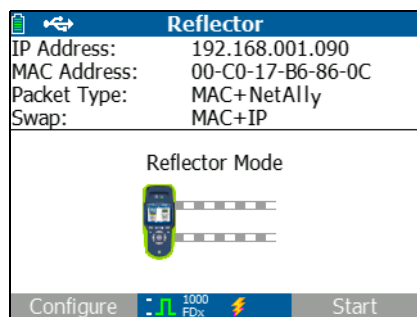 Reflector
IP Address: 192.168.001.090
MAC Address: 00-C0-17-B6-86-0C
Packet Type: MAC+NetAlly
Swap: MAC+IP
Reflector Mode
Configure 1000 FDx Start